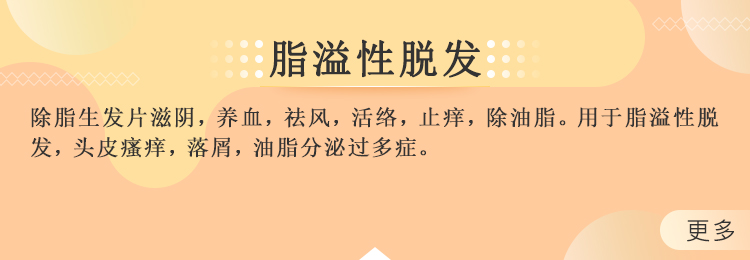 脂溢性脱发
除脂生发片滋阴，养血，祛风，活络，止痒，除油脂。用于脂溢性脱
发，头皮瘙痒，落屑，油脂分泌过多症。
更多